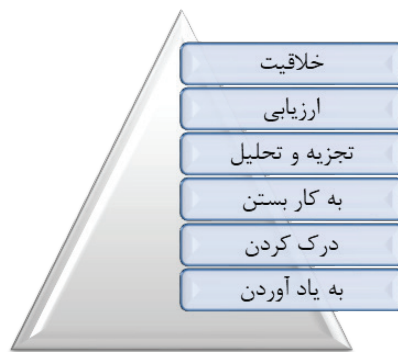 خلاقیت
ارزیابی
تجزیه و تحلیل
به کار بستن
درک کردن
به یاد آوردن